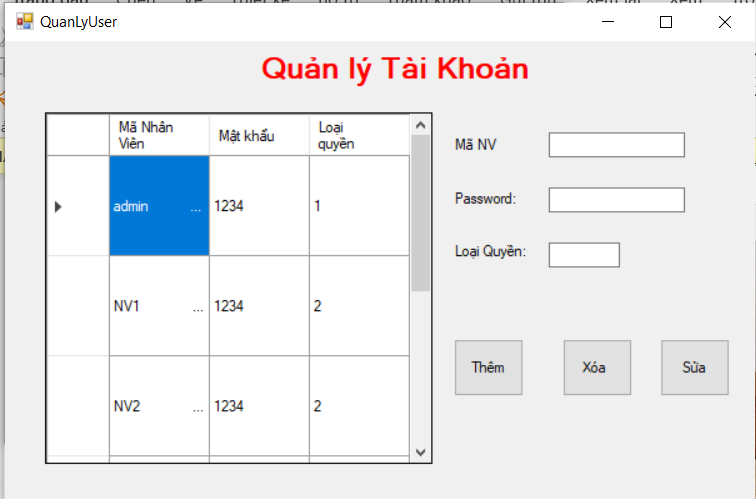 QuanLyUser
Quản lý Tài Khoản
Mã Nhân
Viên
Mật khẩu
Loại
quyền
admin ... 1234 1
NV1 ... 1234 2
NV2 ... 1234 2
Mã NV
Password:
Loại Quyền:
Thêm Xóa Sửa